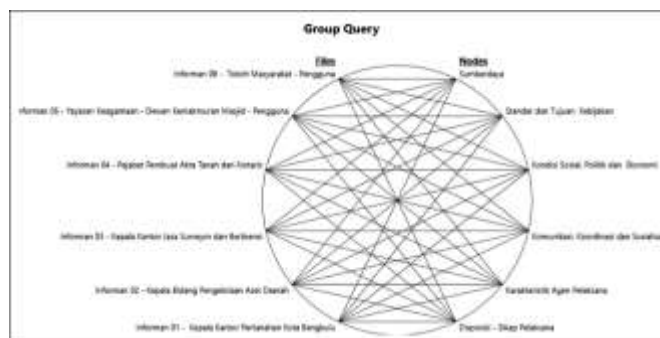 Group Query
Files
Nodes
Informan 06 - Tokoh Masyarakat - Pengguna
Sumberdaya
Informan 05 - Yayasan Keagamaan - Dewan Kemakmuran Masjid - Pengguna
Standar dan Tujuan Kebijakan
Informan 04 - Pejabat Pembuat Akta Tanah dan Notaris
Kondisi Sosial, Politik dan Ekonomi
Informan 03 - Kepala Kantor Jasa Surveyor dan
Komunikasi, Koordinasi dan Sosialisasi
Informan 02 - Kepala Bidang Pengelolaan Aset Daerah
Karakteristik Agen Pelaksana
Informan 01 - Kepala Kantor Pertanahan Kota Bengkulu
Disposisi - Sikap Pelaksana